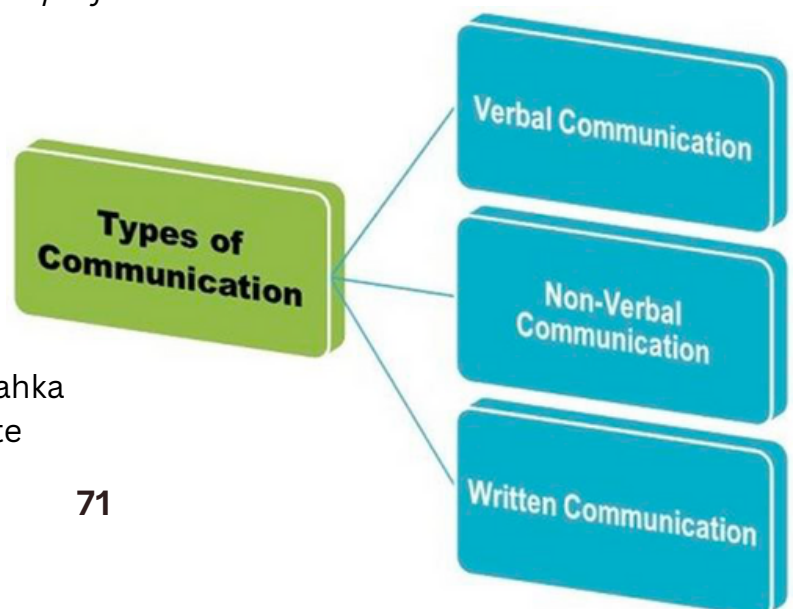 Types of
Communication
Verbal Communication
Non-Verbal
Communication
Written Communication
71